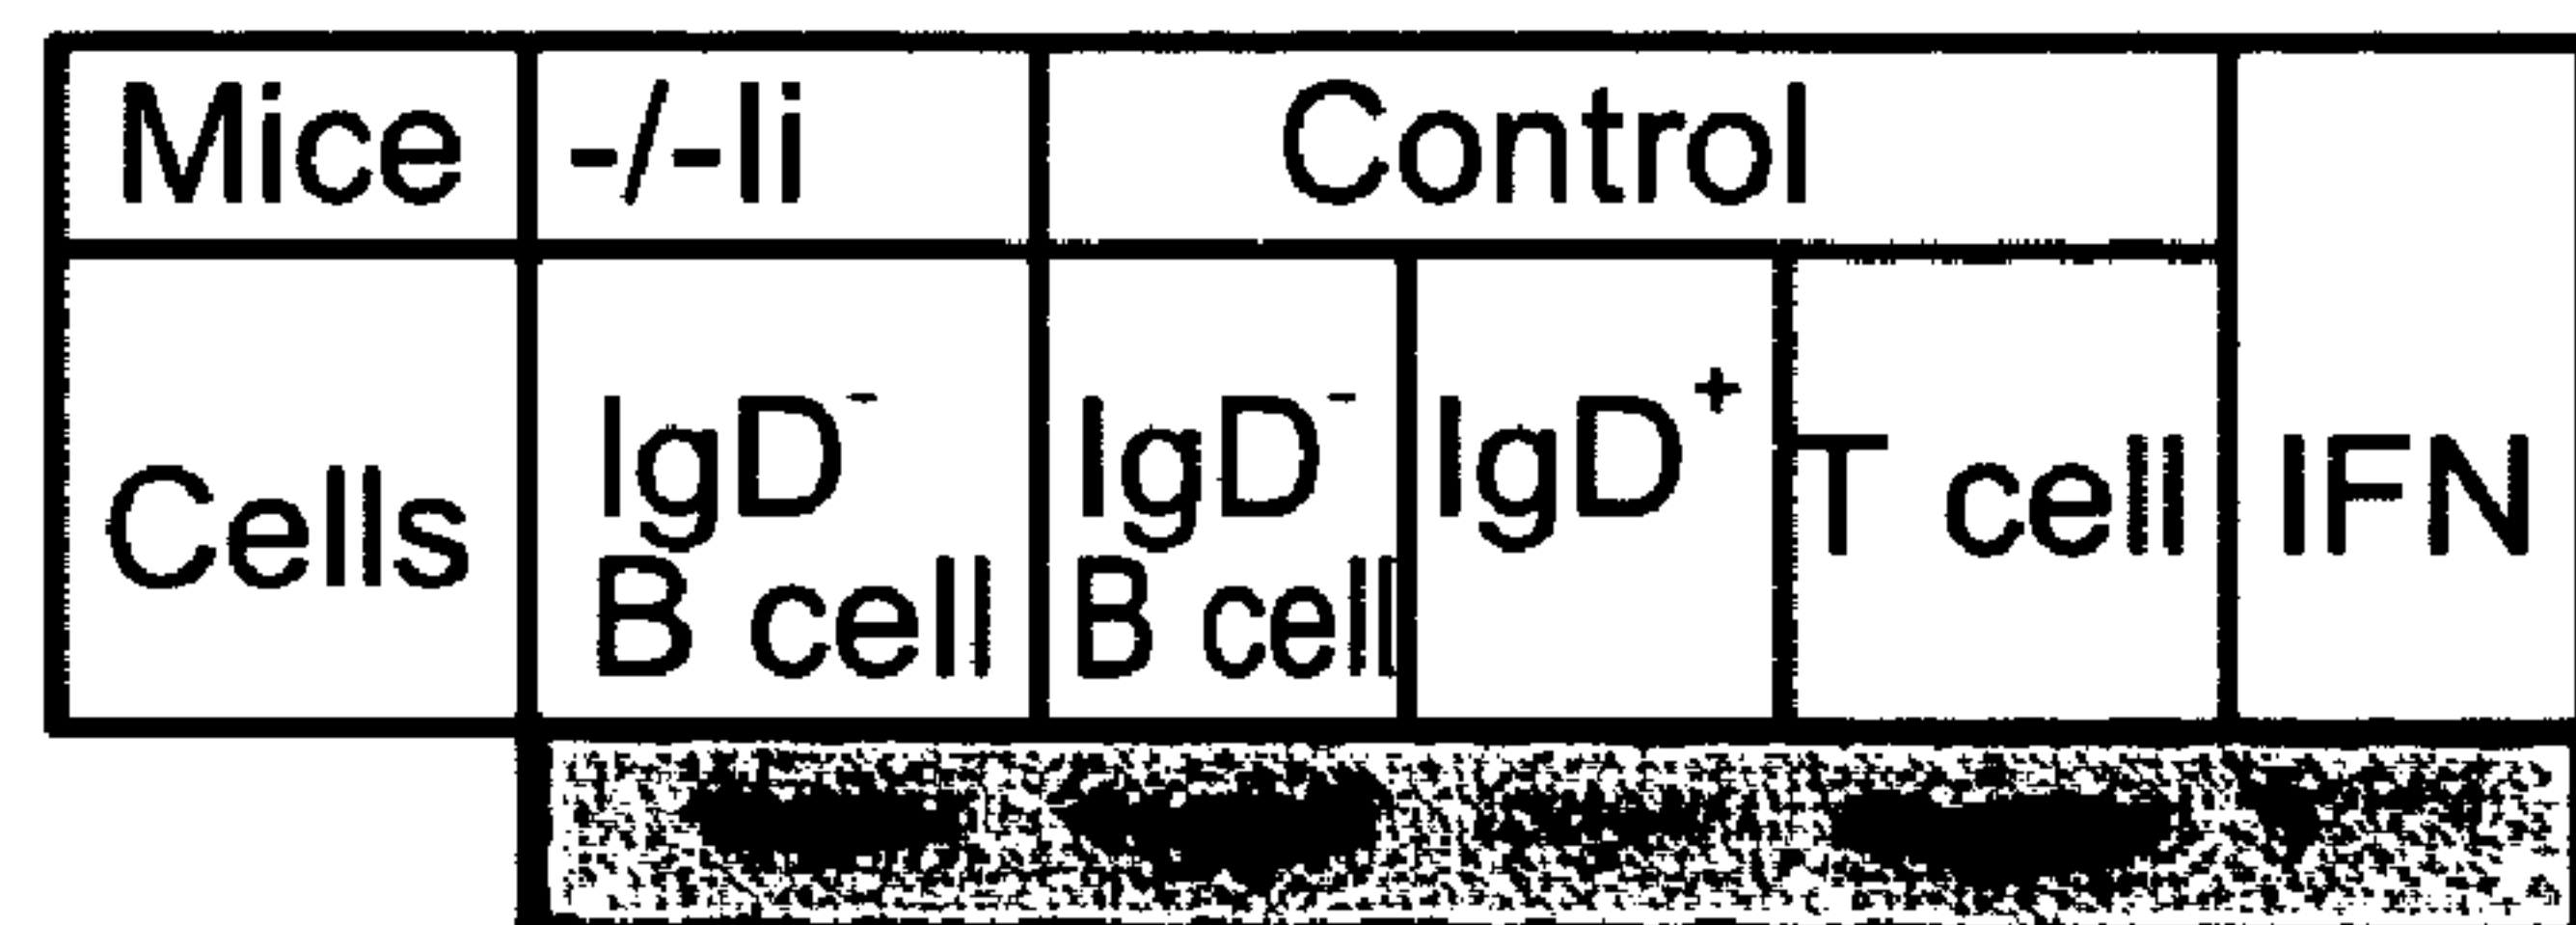 Mice -/-Ii Control
Cells IgD⁻ B cell IgD⁻ B cell IgD⁺ T cell IFN